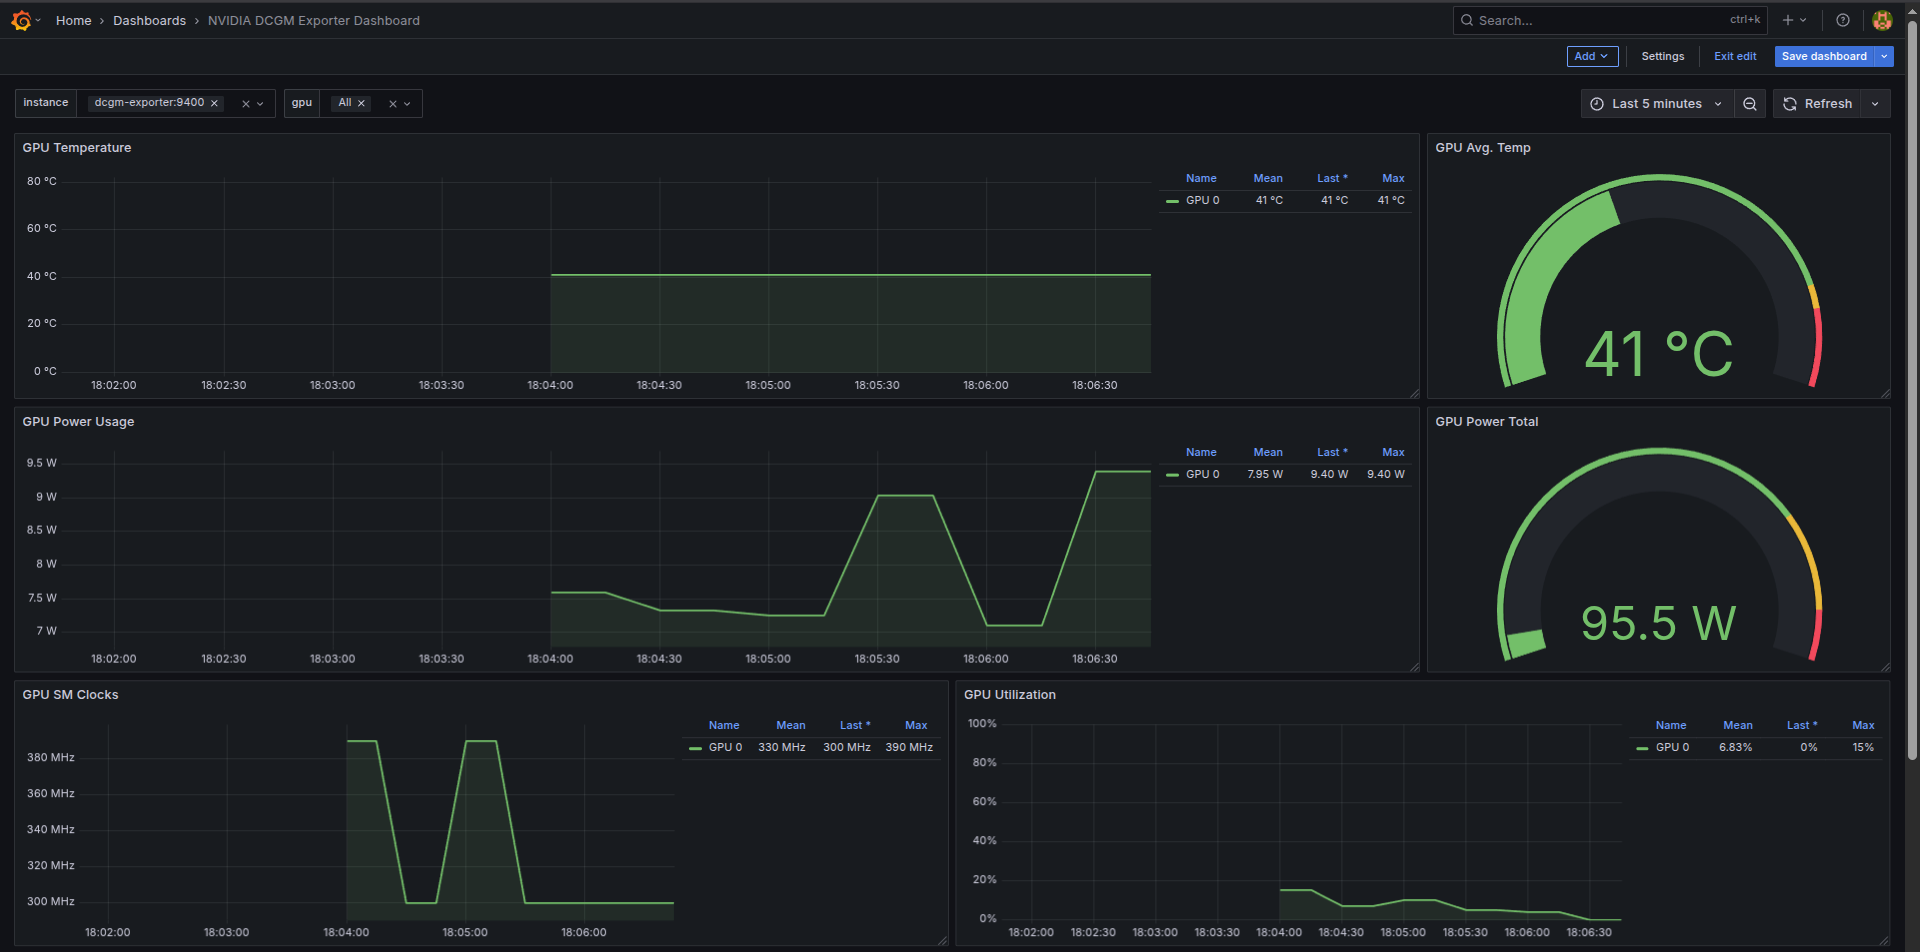 Home › Dashboards › NVIDIA DCGM Exporter Dashboard
Search... ctrl+k
Add Settings Exit edit Save dashboard
instance dcgm-exporter:9400 gpu All
Last 5 minutes Refresh
GPU Temperature
80 °C
60 °C
40 °C
20 °C
0 °C
18:02:00 18:02:30 18:03:00 18:03:30 18:04:00 18:04:30 18:05:00 18:05:30 18:06:00 18:06:30
Name Mean Last * Max
GPU 0 41 °C 41 °C 41 °C
GPU Avg. Temp
41 °C
GPU Power Usage
9.5 W
9 W
8.5 W
8 W
7.5 W
7 W
18:02:00 18:02:30 18:03:00 18:03:30 18:04:00 18:04:30 18:05:00 18:05:30 18:06:00 18:06:30
Name Mean Last * Max
GPU 0 7.95 W 9.40 W 9.40 W
GPU Power Total
95.5 W
GPU SM Clocks
380 MHz
360 MHz
340 MHz
320 MHz
300 MHz
18:02:00 18:03:00 18:04:00 18:05:00 18:06:00
Name Mean Last * Max
GPU 0 330 MHz 300 MHz 390 MHz
GPU Utilization
100%
80%
60%
40%
20%
0%
18:02:00 18:02:30 18:03:00 18:03:30 18:04:00 18:04:30 18:05:00 18:05:30 18:06:00 18:06:30
Name Mean Last * Max
GPU 0 6.83% 0% 15%